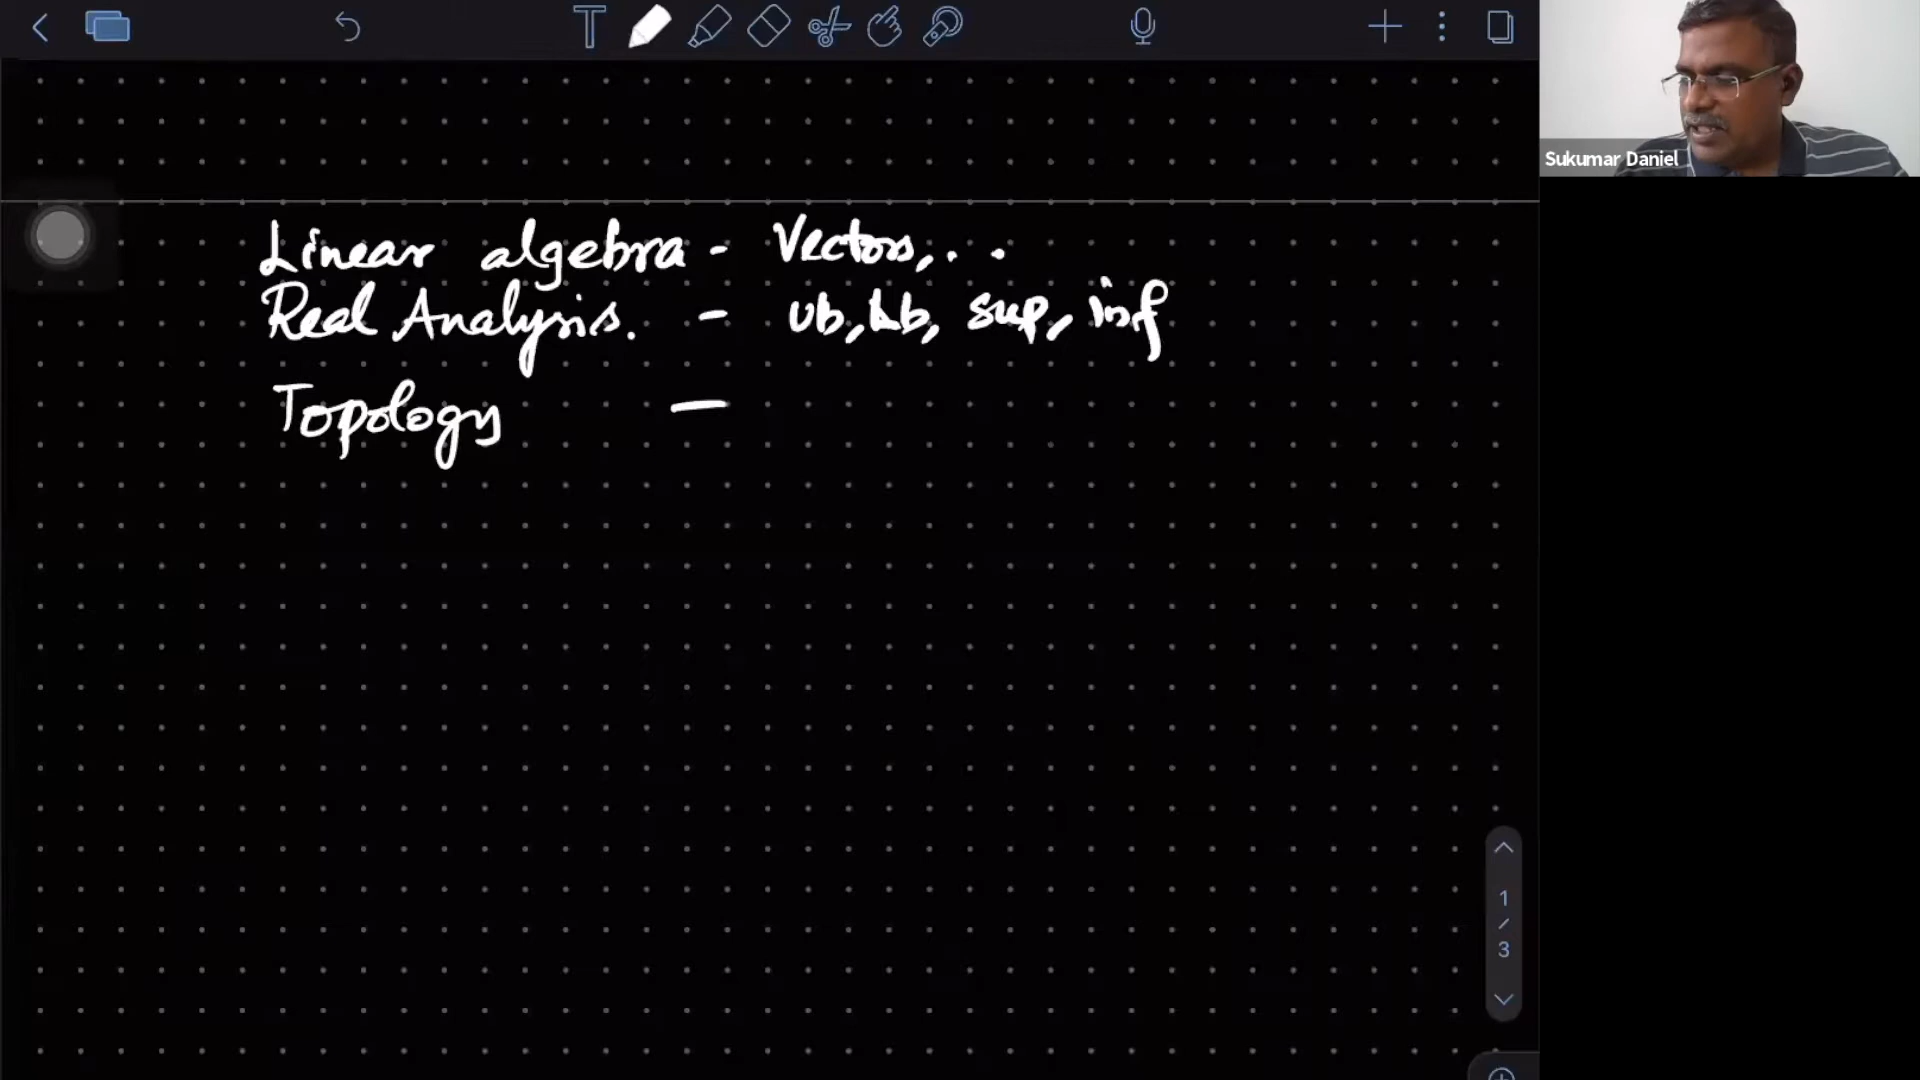 Sukumar Daniel
Linear algebra - Vectors, . .
Real Analysis. - ub, lb, sup, inf
Topology —
1
/
3